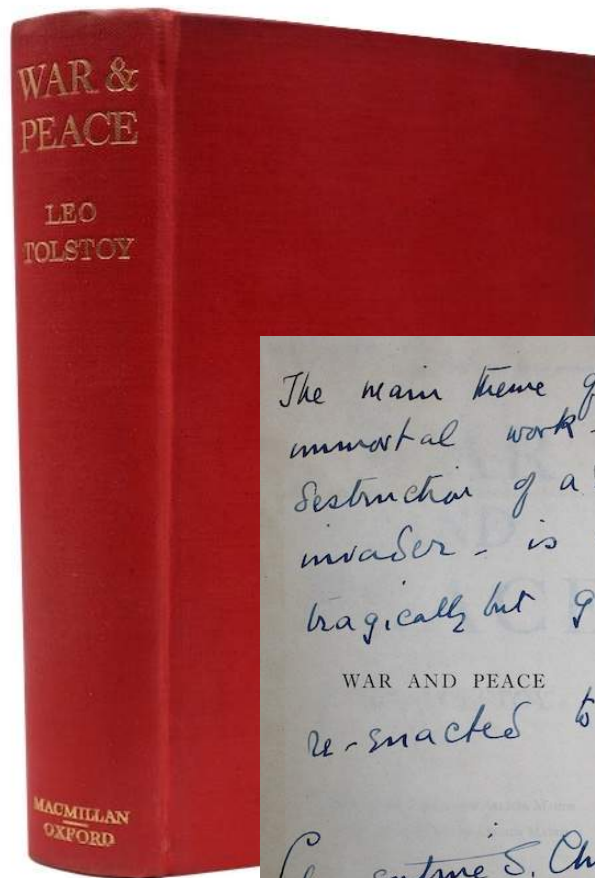 WAR &
PEACE
LEO
TOLSTOY
MACMILLAN
OXFORD
The main theme
immortal work -
destruction of a
invader - is
tragically but g
WAR AND PEACE
re-enacted to
S. Ch